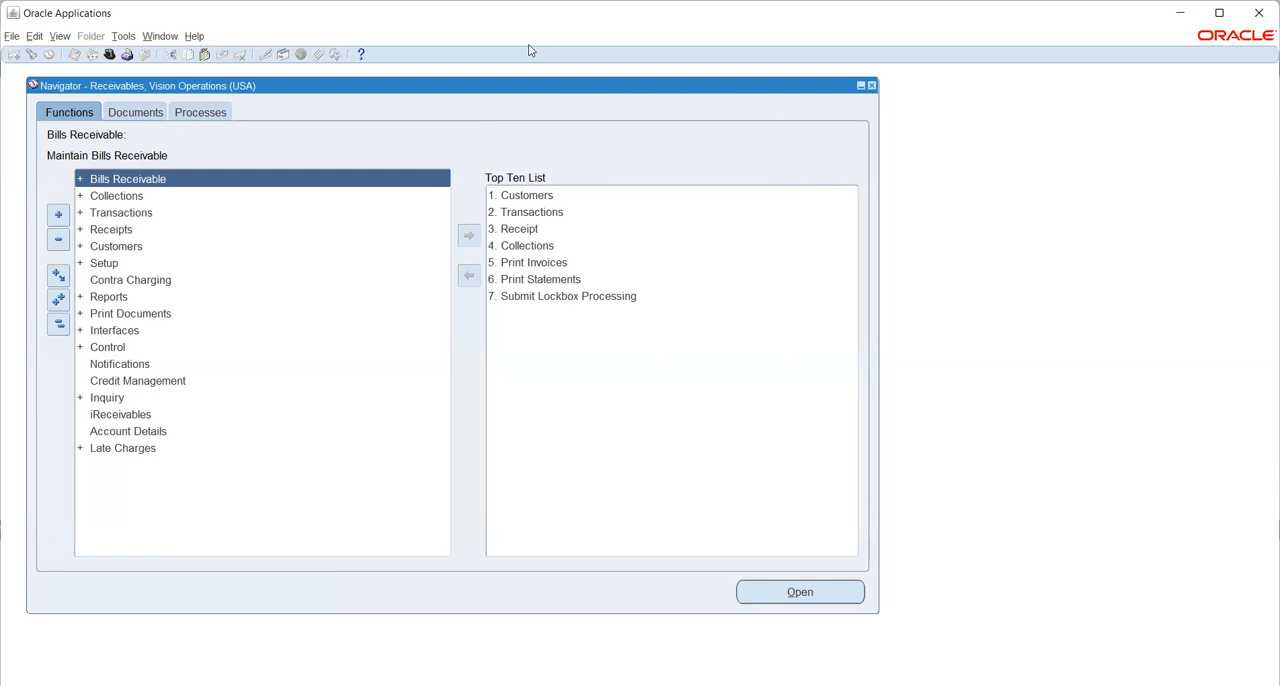 Oracle Applications
File Edit View Folder Tools Window Help
ORACLE
?
Navigator - Receivables, Vision Operations (USA)
Functions Documents Processes
Bills Receivable:
Maintain Bills Receivable
+ Bills Receivable
+ Collections
+ Transactions
+ Receipts
+ Customers
+ Setup
Contra Charging
+ Reports
+ Print Documents
+ Interfaces
+ Control
Notifications
Credit Management
+ Inquiry
iReceivables
Account Details
+ Late Charges
Top Ten List
1. Customers
2. Transactions
3. Receipt
4. Collections
5. Print Invoices
6. Print Statements
7. Submit Lockbox Processing
Open